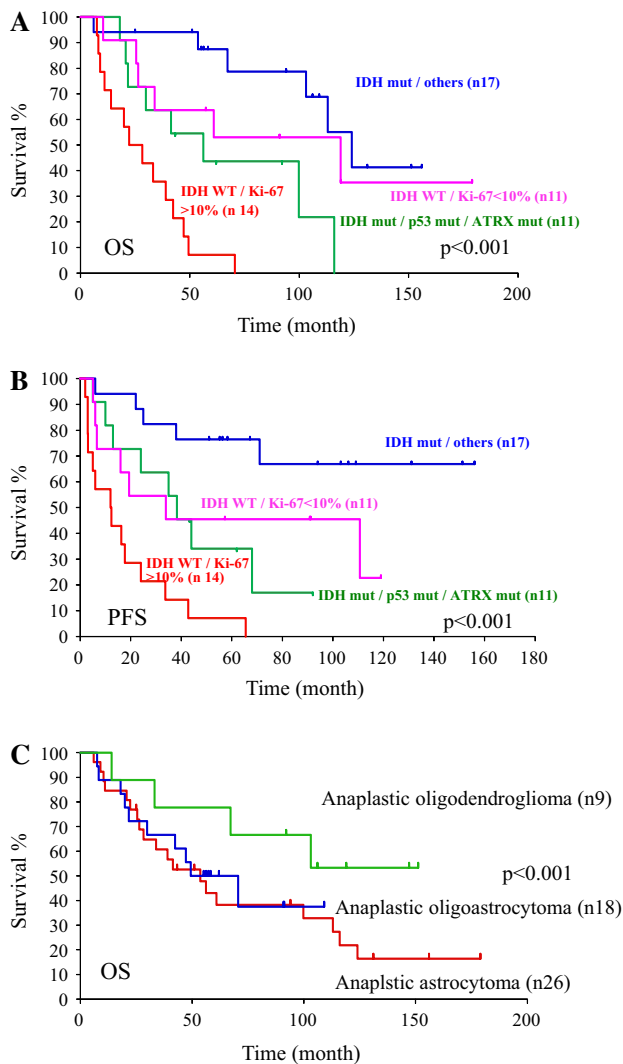 A
100
90
80
70
60
50
40
30
20
10
0
Survival %
IDH mut / others (n17)
IDH WT / Ki-67
>10% (n 14)
IDH WT / Ki-67<10% (n11)
IDH mut / p53 mut / ATRX mut (n11)
OS
p<0.001
0 50 100 150 200
Time (month)
B
100
90
80
70
60
50
40
30
20
10
0
Survival %
IDH mut / others (n17)
IDH WT / Ki-67<10% (n11)
IDH WT / Ki-67
>10% (n 14)
IDH mut / p53 mut / ATRX mut (n11)
PFS
p<0.001
0 20 40 60 80 100 120 140 160 180
Time (month)
C
100
90
80
70
60
50
40
30
20
10
0
Survival %
Anaplastic oligodendroglioma (n9)
p<0.001
Anaplastic oligoastrocytoma (n18)
OS
Anaplstic astrocytoma (n26)
0 50 100 150 200
Time (month)